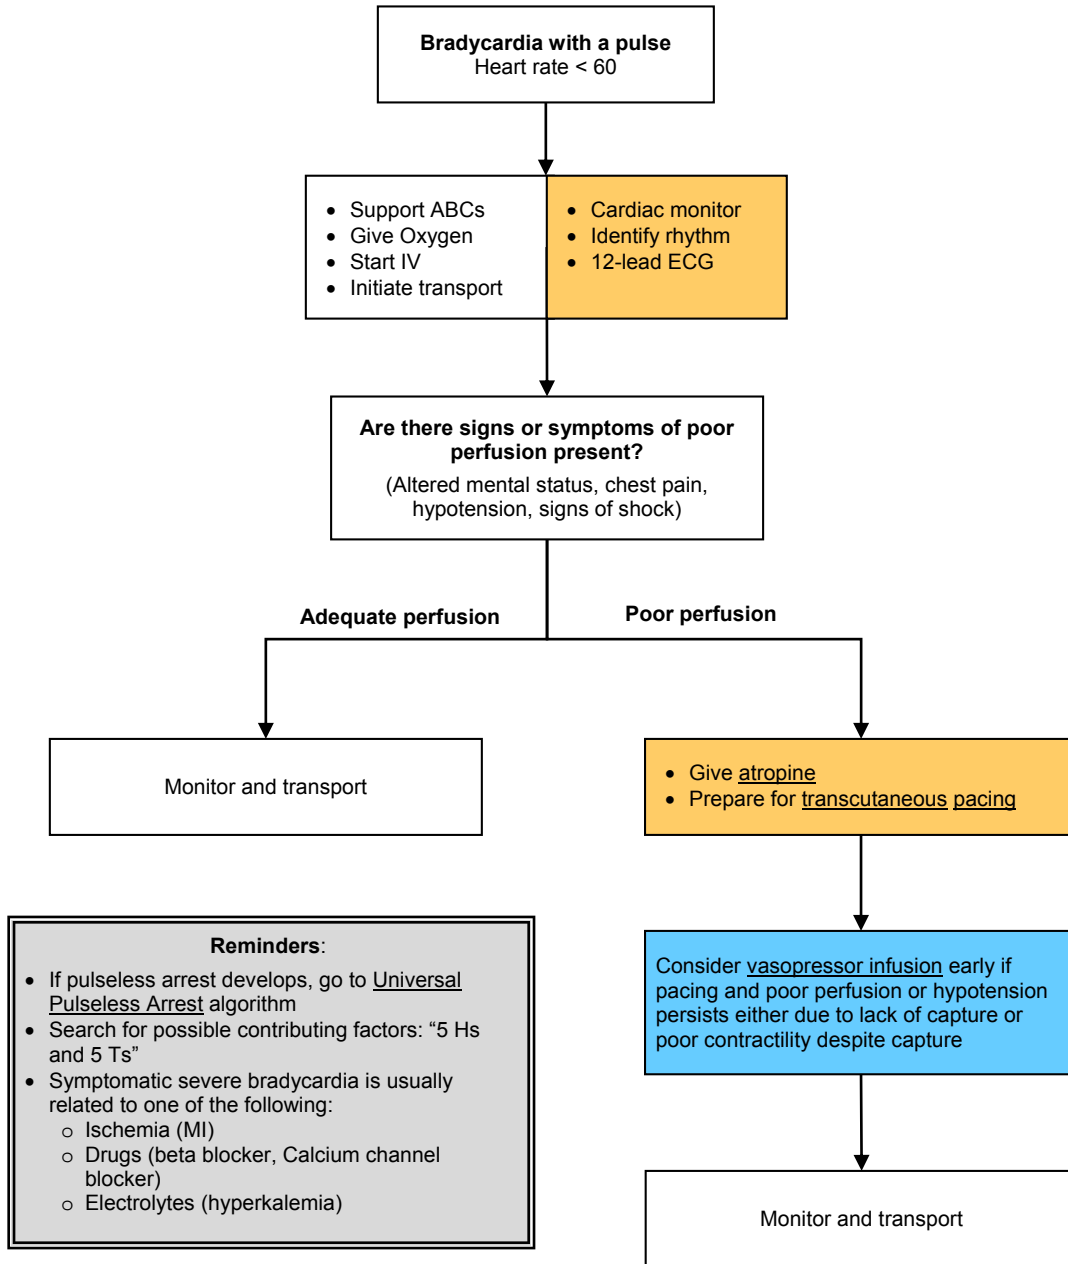 Bradycardia with a pulse
Heart rate < 60
• Support ABCs
• Give Oxygen
• Start IV
• Initiate transport
• Cardiac monitor
• Identify rhythm
• 12-lead ECG
Are there signs or symptoms of poor
perfusion present?
(Altered mental status, chest pain,
hypotension, signs of shock)
Adequate perfusion
Poor perfusion
Monitor and transport
• Give atropine
• Prepare for transcutaneous pacing
Consider vasopressor infusion early if
pacing and poor perfusion or hypotension
persists either due to lack of capture or
poor contractility despite capture
Monitor and transport
Reminders:
• If pulseless arrest develops, go to Universal
Pulseless Arrest algorithm
• Search for possible contributing factors: “5 Hs
and 5 Ts”
• Symptomatic severe bradycardia is usually
related to one of the following:
o Ischemia (MI)
o Drugs (beta blocker, Calcium channel
blocker)
o Electrolytes (hyperkalemia)